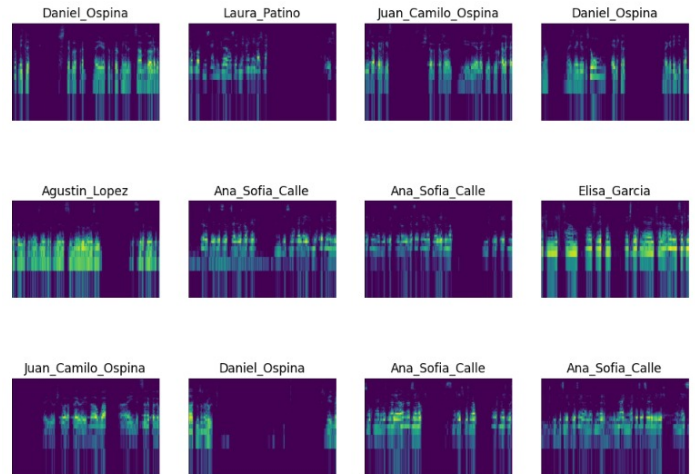 Daniel_Ospina
Laura_Patino
Juan_Camilo_Ospina
Daniel_Ospina
Agustin_Lopez
Ana_Sofia_Calle
Ana_Sofia_Calle
Elisa_Garcia
Juan_Camilo_Ospina
Daniel_Ospina
Ana_Sofia_Calle
Ana_Sofia_Calle